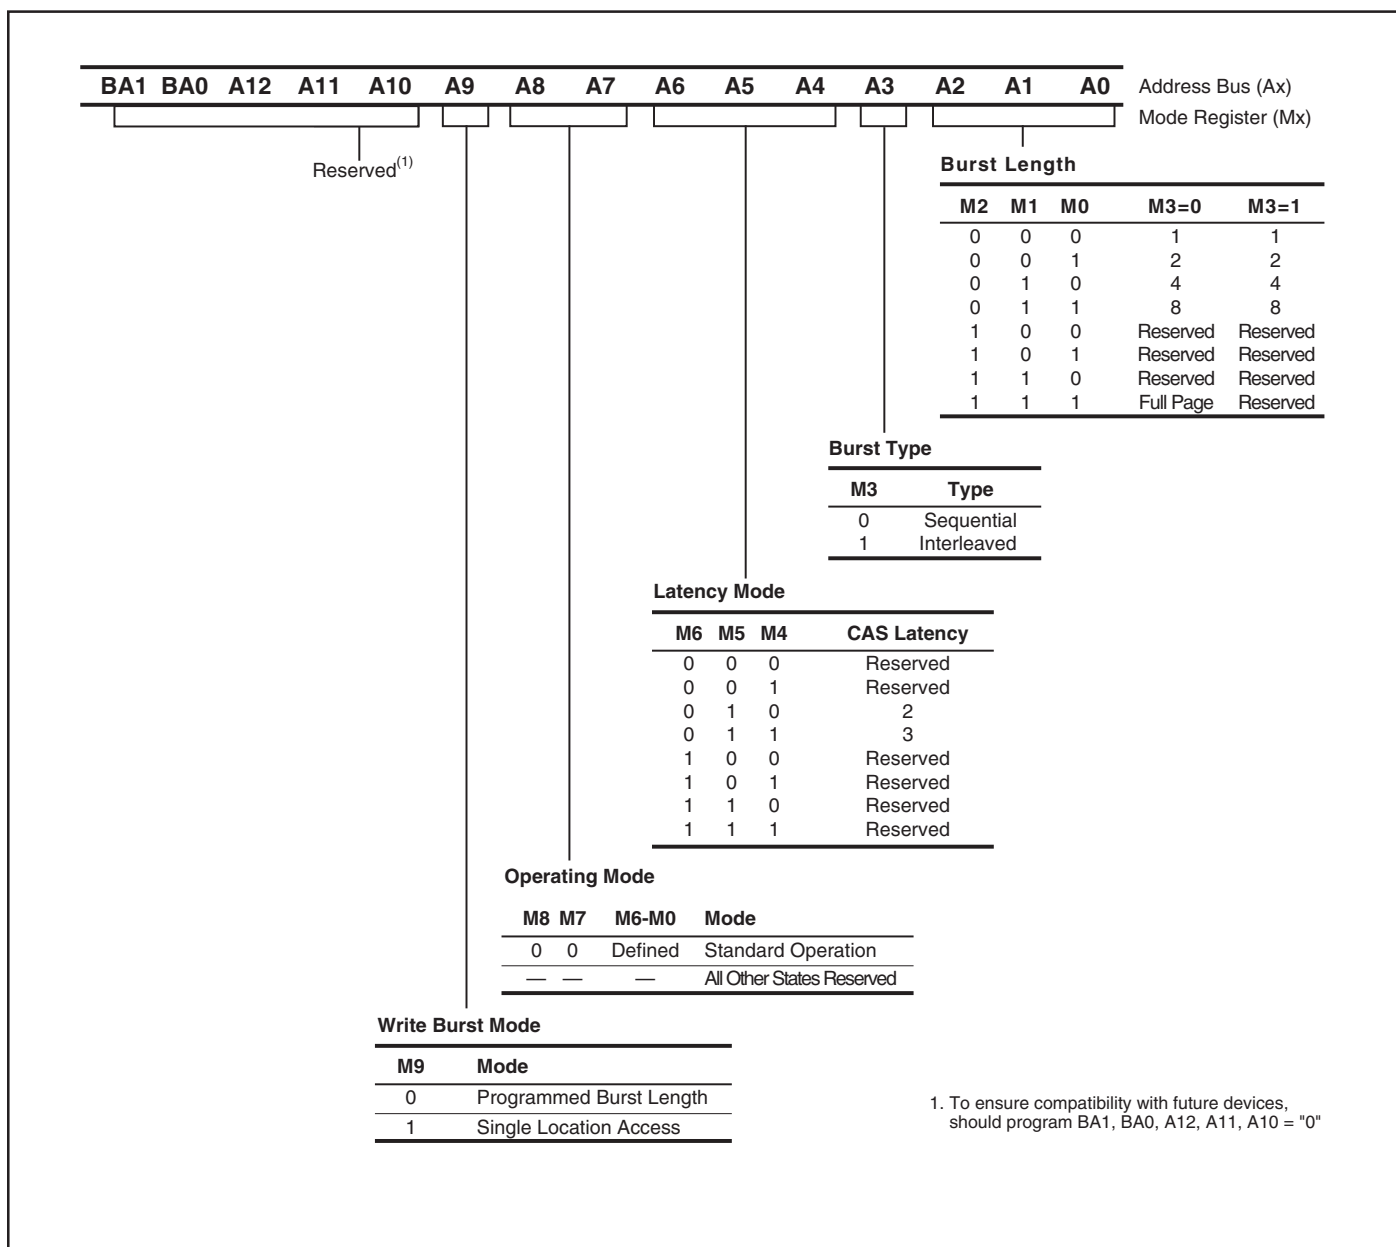 BA1 BA0 A12 A11 A10 A9 A8 A7 A6 A5 A4 A3 A2 A1 A0 Address Bus (Ax)
Mode Register (Mx)
Reserved(1)
Burst Length
M2 M1 M0 M3=0 M3=1
0 0 0 1 1
0 0 1 2 2
0 1 0 4 4
0 1 1 8 8
1 0 0 Reserved Reserved
1 0 1 Reserved Reserved
1 1 0 Reserved Reserved
1 1 1 Full Page Reserved
Burst Type
M3 Type
0 Sequential
1 Interleaved
Latency Mode
M6 M5 M4 CAS Latency
0 0 0 Reserved
0 0 1 Reserved
0 1 0 2
0 1 1 3
1 0 0 Reserved
1 0 1 Reserved
1 1 0 Reserved
1 1 1 Reserved
Operating Mode
M8 M7 M6-M0 Mode
0 0 Defined Standard Operation
— — — All Other States Reserved
Write Burst Mode
M9 Mode
0 Programmed Burst Length
1 Single Location Access
1. To ensure compatibility with future devices,
should program BA1, BA0, A12, A11, A10 = "0"